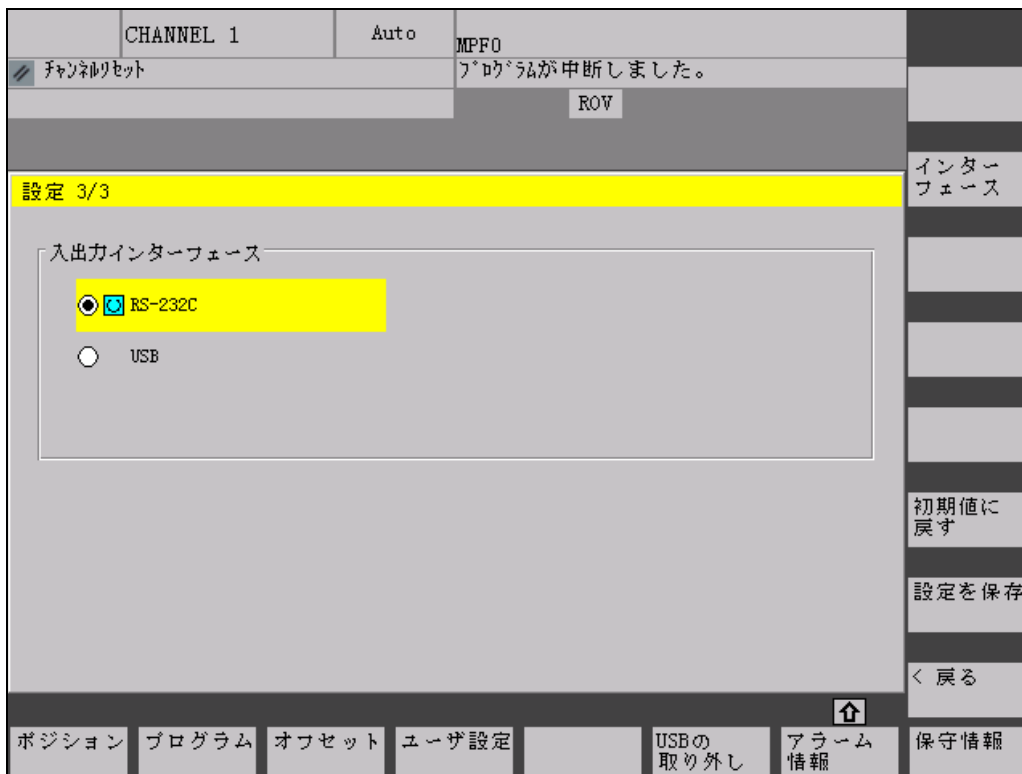 CHANNEL 1
Auto
MPF0
ﾁｬﾝﾈﾙﾘｾｯﾄ
ﾌﾟﾛｸﾞﾗﾑが中断しました。
ROV
インター
フェース
設定 3/3
入出力インターフェース
RS-232C
USB
初期値に
戻す
設定を保存
< 戻る
ポジション
プログラム
オフセット
ユーザ設定
USBの
取り外し
アラーム
情報
保守情報